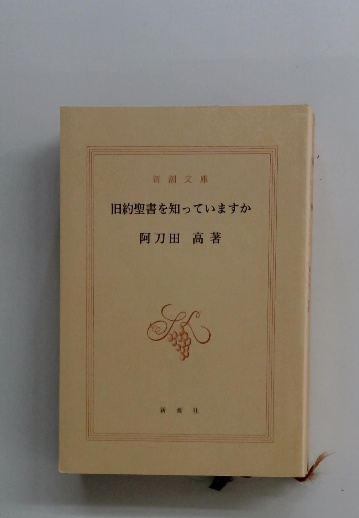 新潮文庫
旧約聖書を知っていますか
阿刀田 高著
新潮社